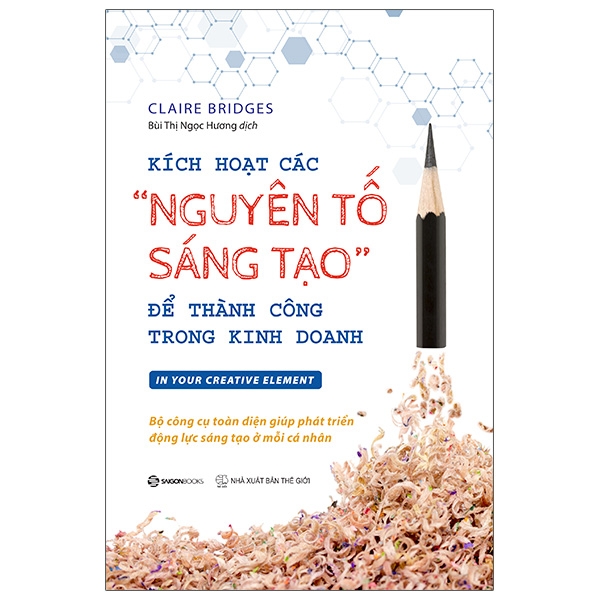 CLAIRE BRIDGES
Bùi Thị Ngọc Hương dịch
KÍCH HOẠT CÁC
“NGUYÊN TỐ
SÁNG TẠO”
ĐỂ THÀNH CÔNG
TRONG KINH DOANH
IN YOUR CREATIVE ELEMENT
Bộ công cụ toàn diện giúp phát triển
động lực sáng tạo ở mỗi cá nhân
SAIGONBOOKS
NHÀ XUẤT BẢN THẾ GIỚI